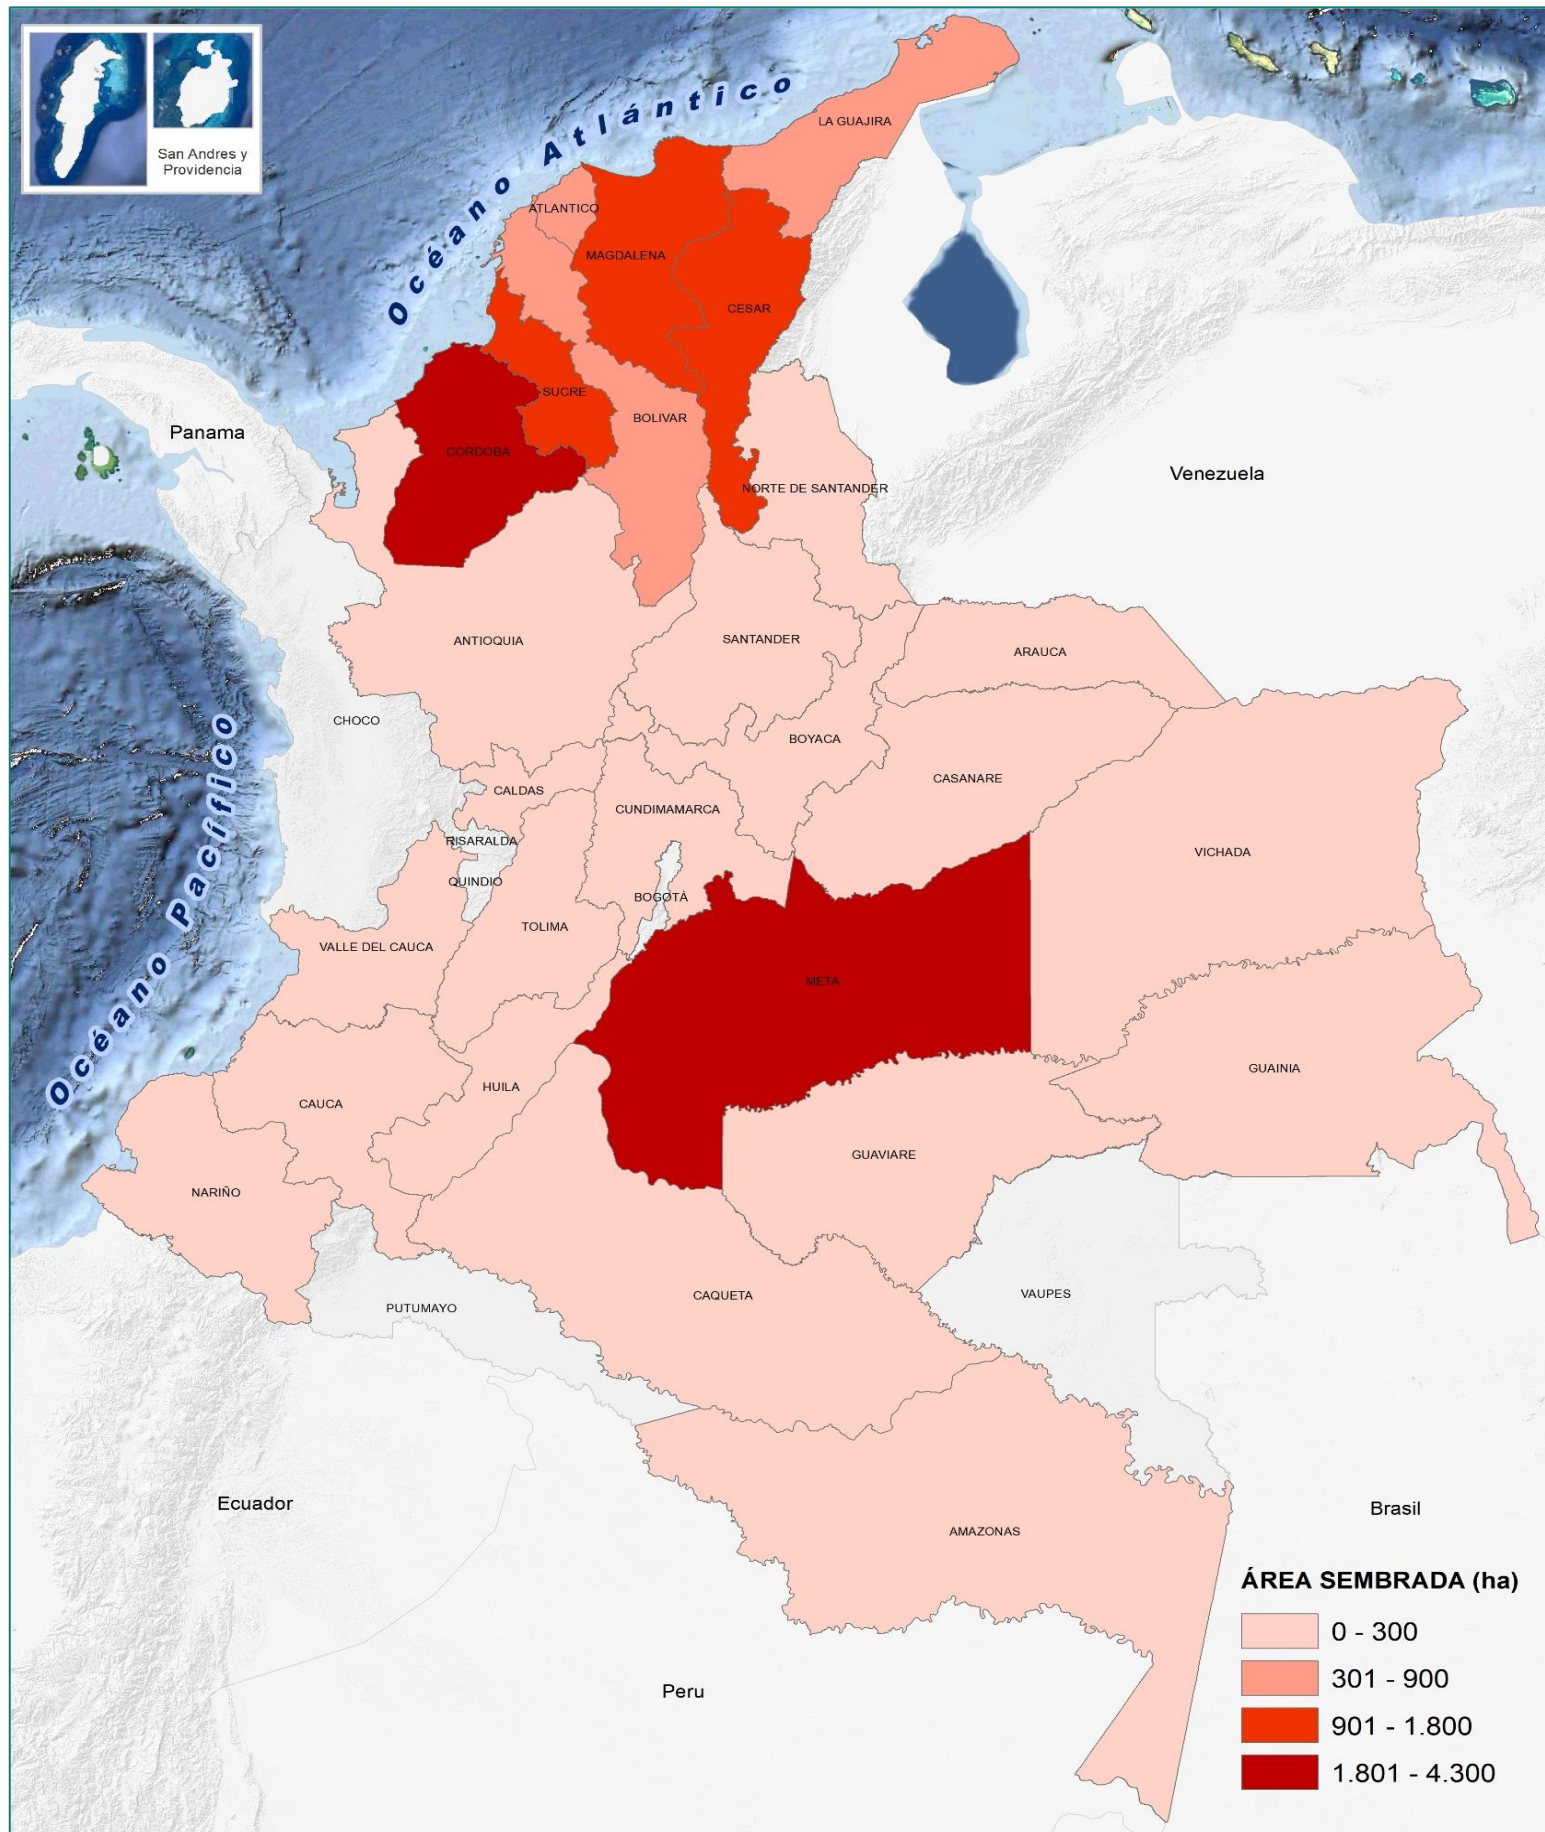 San Andres y
Providencia
Océano Atlántico
LA GUAJIRA
ATLANTICO
MAGDALENA
CESAR
SUCRE
BOLIVAR
CORDOBA
Panama
Venezuela
NORTE DE SANTANDER
ANTIOQUIA
SANTANDER
ARAUCA
CHOCO
BOYACA
CASANARE
CALDAS
CUNDIMAMARCA
RISARALDA
VICHADA
QUINDIO
BOGOTÀ
TOLIMA
VALLE DEL CAUCA
Océano Pacífico
META
GUAINIA
HUILA
CAUCA
GUAVIARE
NARIÑO
CAQUETA
VAUPES
PUTUMAYO
Ecuador
Brasil
AMAZONAS
Peru
ÁREA SEMBRADA (ha)
0 - 300
301 - 900
901 - 1.800
1.801 - 4.300